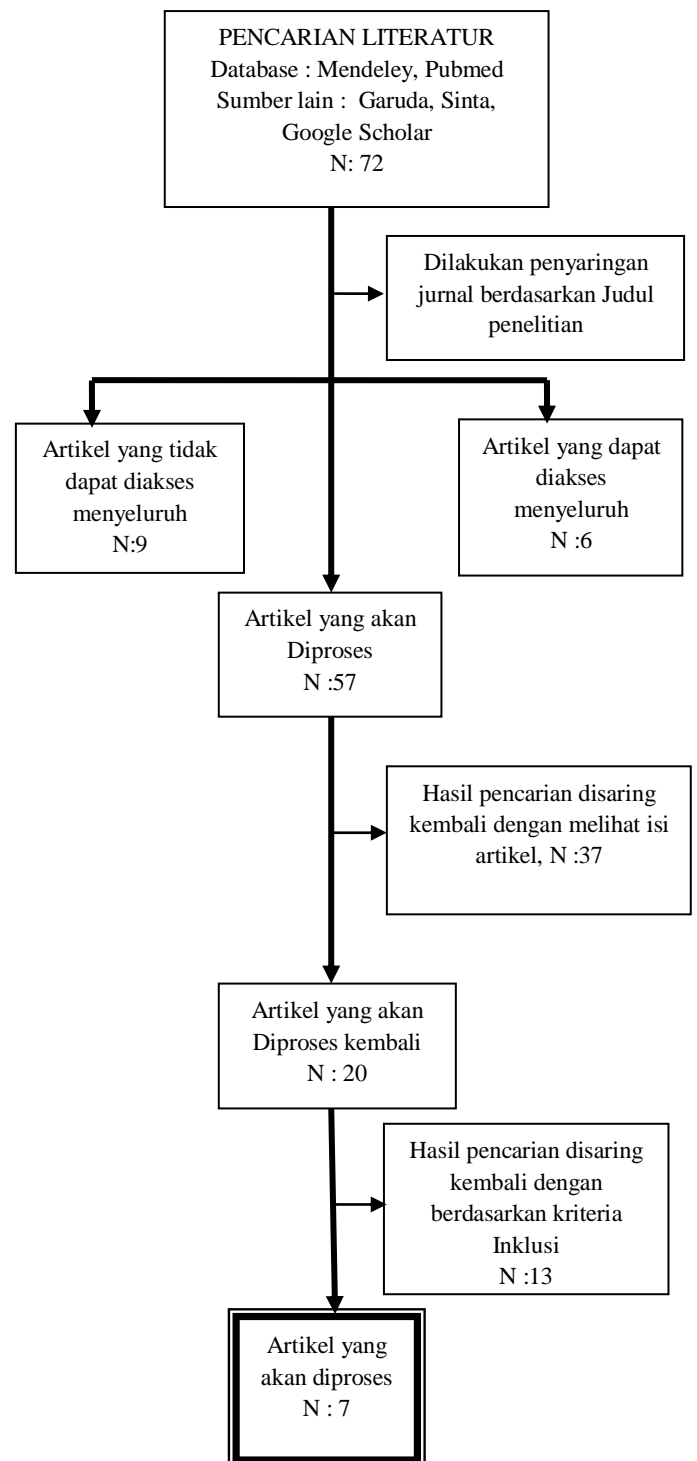 PENCARIAN LITERATUR
Database : Mendeley, Pubmed
Sumber lain :  Garuda, Sinta,
Google Scholar
N: 72
Dilakukan penyaringan
jurnal berdasarkan Judul
penelitian
Artikel yang tidak
dapat diakses
menyeluruh
N:9
Artikel yang dapat
diakses
menyeluruh
N :6
Artikel yang akan
Diproses
N :57
Hasil pencarian disaring
kembali dengan melihat isi
artikel, N :37
Artikel yang akan
Diproses kembali
N : 20
Hasil pencarian disaring
kembali dengan
berdasarkan kriteria
Inklusi
N :13
Artikel yang
akan diproses
N : 7